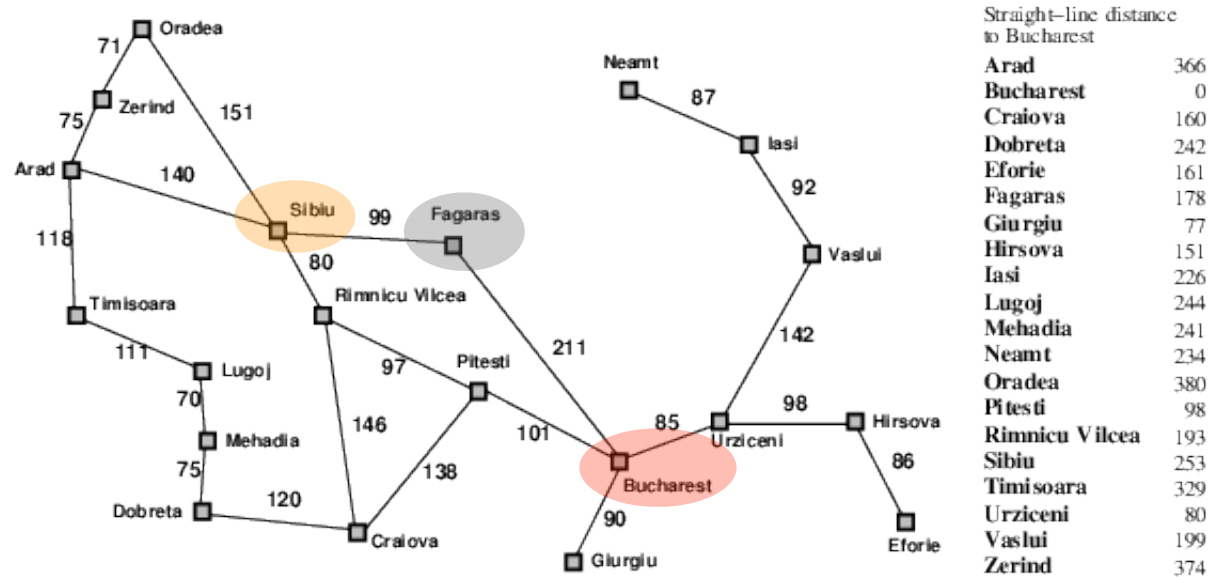 Oradea
71
Neamt
Zerind
87
151
75
Iasi
Arad
140
92
Sibiu
99
Fagaras
118
80
Vaslui
Timisoara
Rimnicu Vilcea
142
211
111
Lugoj
97
Pitesti
70
98
Hirsova
146
85
Urziceni
Mehadia
101
86
75
138
Bucharest
Dobreta
120
90
Craiova
Eforie
Giurgiu
Straight-line distance
to Bucharest
Arad 366
Bucharest 0
Craiova 160
Dobreta 242
Eforie 161
Fagaras 178
Giurgiu 77
Hirsova 151
Iasi 226
Lugoj 244
Mehadia 241
Neamt 234
Oradea 380
Pitesti 98
Rimnicu Vilcea 193
Sibiu 253
Timisoara 329
Urziceni 80
Vaslui 199
Zerind 374